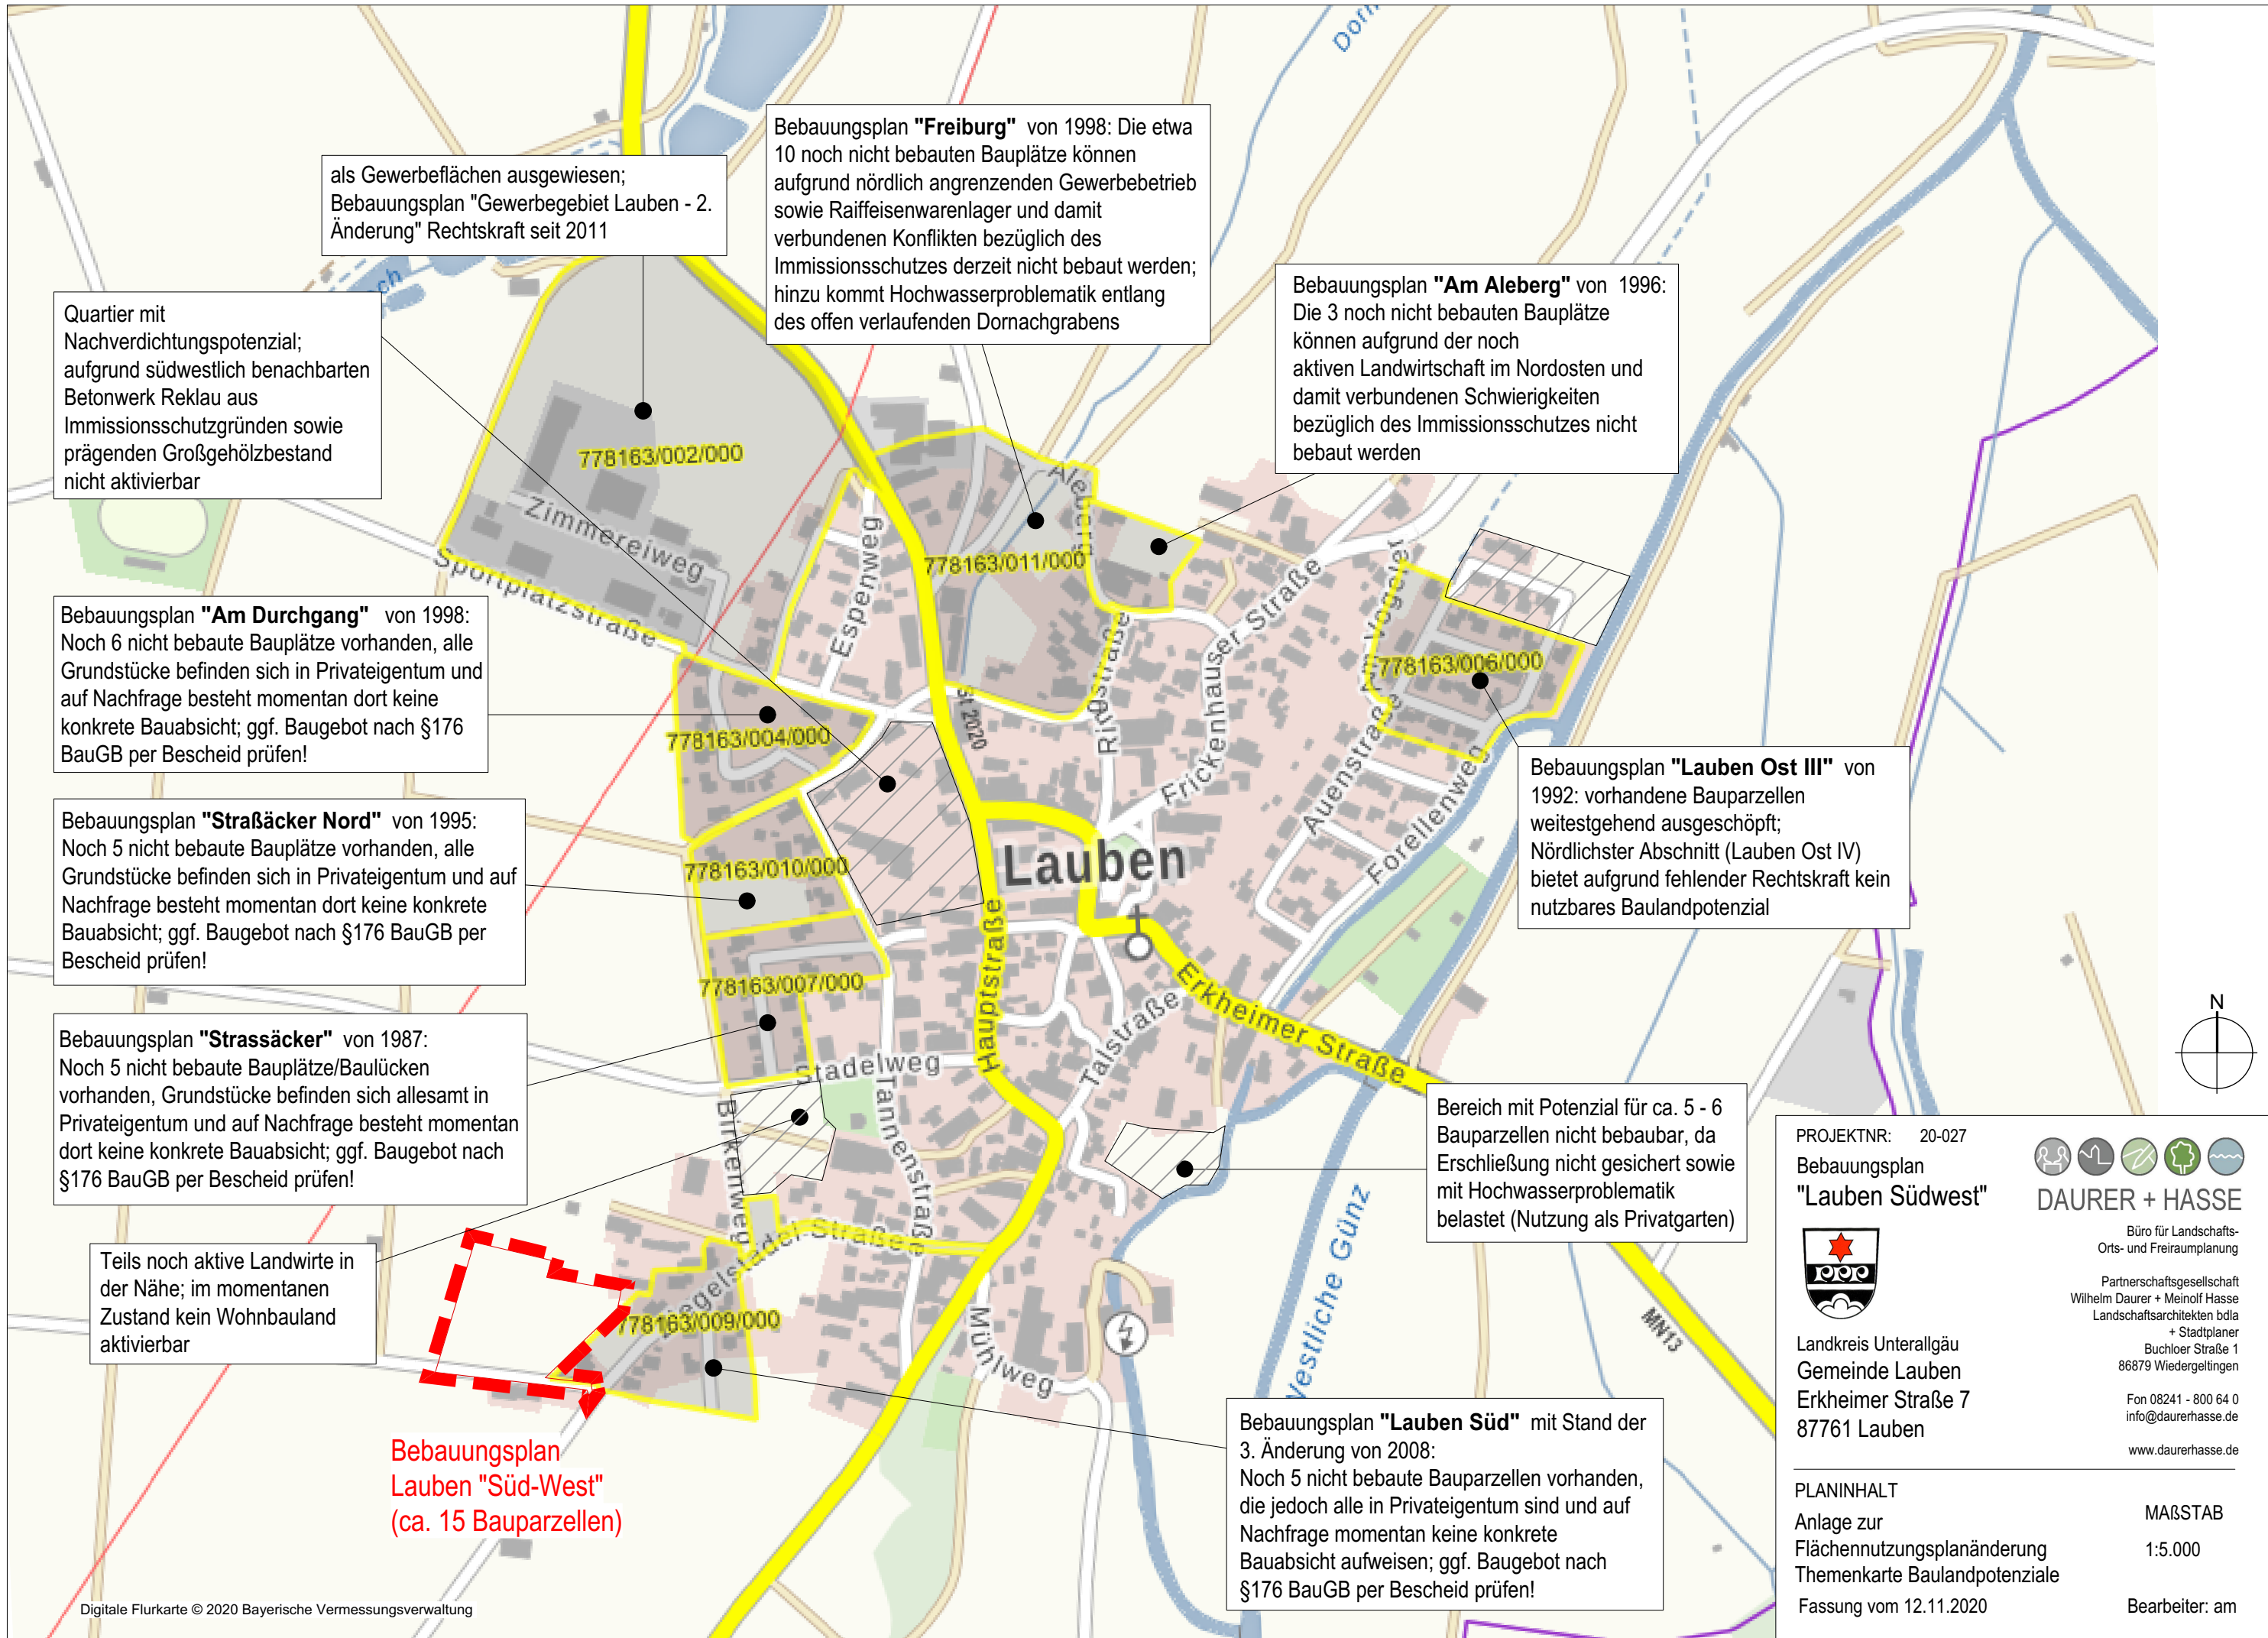 als Gewerbeflächen ausgewiesen;
Bebauungsplan "Gewerbegebiet Lauben - 2.
Änderung" Rechtskraft seit 2011
Bebauungsplan "Freiburg" von 1998: Die etwa
10 noch nicht bebauten Bauplätze können
aufgrund nördlich angrenzenden Gewerbebetrieb
sowie Raiffeisenwarenlager und damit
verbundenen Konflikten bezüglich des
Immissionsschutzes derzeit nicht bebaut werden;
hinzu kommt Hochwasserproblematik entlang
des offen verlaufenden Dornachgrabens
Bebauungsplan "Am Aleberg" von 1996:
Die 3 noch nicht bebauten Bauplätze
können aufgrund der noch
aktiven Landwirtschaft im Nordosten und
damit verbundenen Schwierigkeiten
bezüglich des Immissionsschutzes nicht
bebaut werden
Quartier mit
Nachverdichtungspotenzial;
aufgrund südwestlich benachbarten
Betonwerk Reklau aus
Immissionsschutzgründen sowie
prägenden Großgehölzbestand
nicht aktivierbar
Bebauungsplan "Am Durchgang" von 1998:
Noch 6 nicht bebaute Bauplätze vorhanden, alle
Grundstücke befinden sich in Privateigentum und
auf Nachfrage besteht momentan dort keine
konkrete Bauabsicht; ggf. Baugebot nach §176
BauGB per Bescheid prüfen!
Bebauungsplan "Straßäcker Nord" von 1995:
Noch 5 nicht bebaute Bauplätze vorhanden, alle
Grundstücke befinden sich in Privateigentum und auf
Nachfrage besteht momentan dort keine konkrete
Bauabsicht; ggf. Baugebot nach §176 BauGB per
Bescheid prüfen!
Bebauungsplan "Strassäcker" von 1987:
Noch 5 nicht bebaute Bauplätze/Baulücken
vorhanden, Grundstücke befinden sich allesamt in
Privateigentum und auf Nachfrage besteht momentan
dort keine konkrete Bauabsicht; ggf. Baugebot nach
§176 BauGB per Bescheid prüfen!
Teils noch aktive Landwirte in
der Nähe; im momentanen
Zustand kein Wohnbauland
aktivierbar
Bebauungsplan
Lauben "Süd-West"
(ca. 15 Bauparzellen)
Digitale Flurkarte © 2020 Bayerische Vermessungsverwaltung
Bebauungsplan "Lauben Ost III" von
1992: vorhandene Bauparzellen
weitestgehend ausgeschöpft;
Nördlichster Abschnitt (Lauben Ost IV)
bietet aufgrund fehlender Rechtskraft kein
nutzbares Baulandpotenzial
Bereich mit Potenzial für ca. 5 - 6
Bauparzellen nicht bebaubar, da
Erschließung nicht gesichert sowie
mit Hochwasserproblematik
belastet (Nutzung als Privatgarten)
Bebauungsplan "Lauben Süd" mit Stand der
3. Änderung von 2008:
Noch 5 nicht bebaute Bauparzellen vorhanden,
die jedoch alle in Privateigentum sind und auf
Nachfrage momentan keine konkrete
Bauabsicht aufweisen; ggf. Baugebot nach
§176 BauGB per Bescheid prüfen!
778163/002/000
Zimmereiweg
Sportplatzstraße
Espenweg
778163/011/000
Ringstraße
Frickenhauser Straße
778163/006/000
Auenstraße
Forellenweg
St 2020
778163/004/000
778163/010/000
778163/007/000
Lauben
Hauptstraße
Erkheimer Straße
Talstraße
Stadelweg
Tannenstraße
Birkenweg
778163/009/000
Mühlweg
Westliche Günz
MN13
N
PROJEKTNR: 20-027
Bebauungsplan
"Lauben Südwest"
DAURER + HASSE
Büro für Landschafts-
Orts- und Freiraumplanung
Partnerschaftsgesellschaft
Wilhelm Daurer + Meinolf Hasse
Landschaftsarchitekten bdla
+ Stadtplaner
Buchloer Straße 1
86879 Wiedergeltingen
Fon 08241 - 800 64 0
info@daurerhasse.de
www.daurerhasse.de
Landkreis Unterallgäu
Gemeinde Lauben
Erkheimer Straße 7
87761 Lauben
PLANINHALT
Anlage zur
Flächennutzungsplanänderung
Themenkarte Baulandpotenziale
MAßSTAB
1:5.000
Fassung vom 12.11.2020
Bearbeiter: am